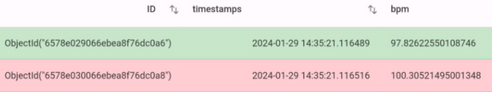 ID timestamps bpm
ObjectId("6578e029066ebea8f76dc0a6") 2024-01-29 14:35:21.116489 97.82622550108746
ObjectId("6578e030066ebea8f76dc0a8") 2024-01-29 14:35:21.116516 100.30521495001348